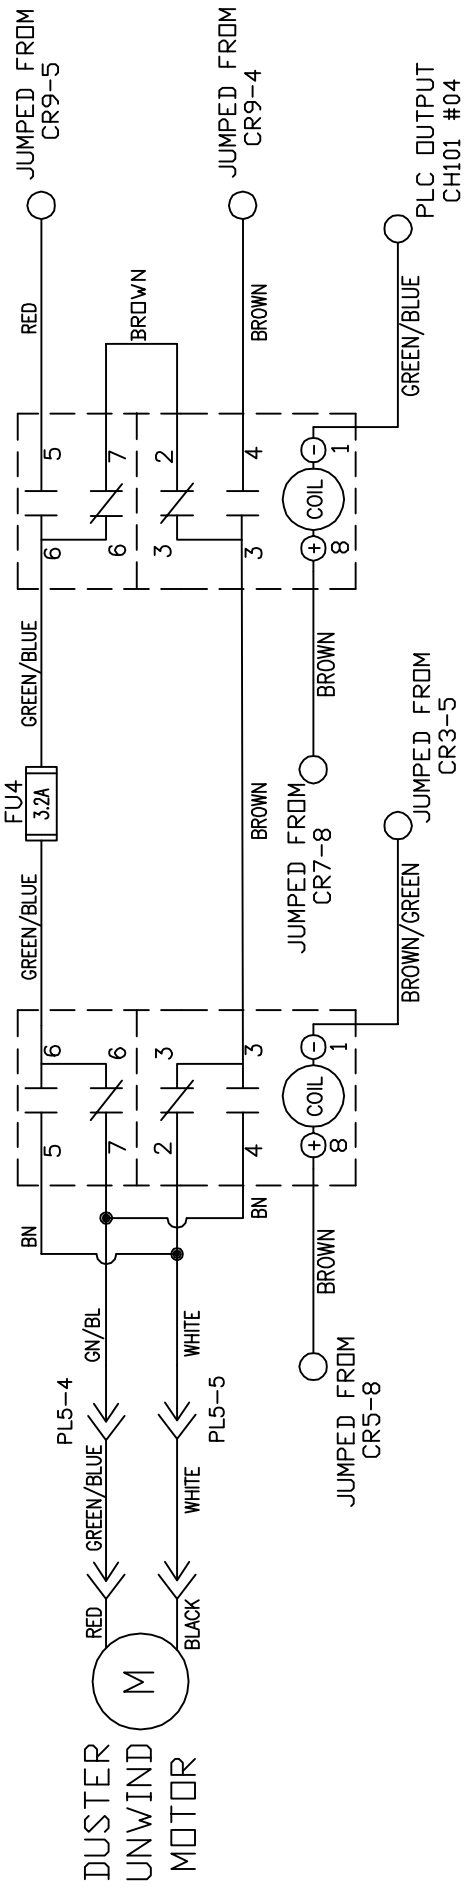 DUSTER
UNWIND
MOTOR
M
RED
BLACK
GREEN/BLUE
WHITE
PL5-4
PL5-5
GN/BL
WHITE
BN
BN
5
6
7
6
2
3
4
3
COIL
+
-
8
1
BROWN
JUMPED FROM
CR5-8
BROWN/GREEN
JUMPED FROM
CR3-5
GREEN/BLUE
FU4
3.2A
GREEN/BLUE
BROWN
6
5
6
7
3
2
3
4
COIL
+
-
8
1
BROWN
JUMPED FROM
CR7-8
BROWN
RED
JUMPED FROM
CR9-5
BROWN
JUMPED FROM
CR9-4
GREEN/BLUE
PLC OUTPUT
CH101 #04